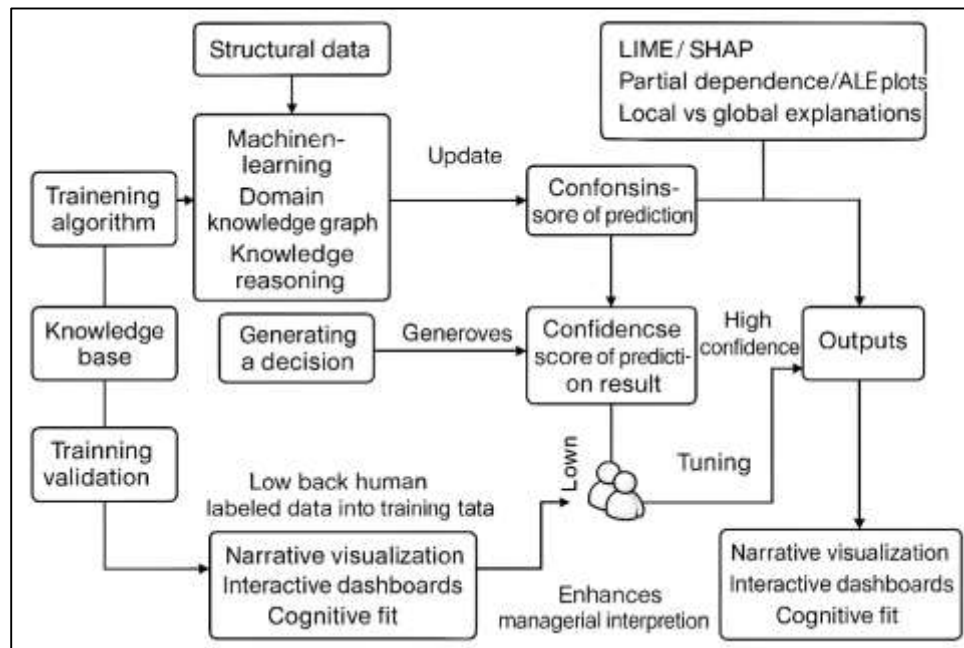 Structural data
LIME / SHAP
Partial dependence/ALE plots
Local vs global explanations
Machinen-
learning
Domain
knowledge graph
Knowledge
reasoning
Update
Trainening
algorithm
Confonsins-
sore of prediction
Knowledge
base
Generating
a decision
Generoves
Confidencse
score of predicti-
on result
High
confidence
Outputs
Trainning
validation
Lown
Tuning
Low back human
labeled data into training tata
Narrative visualization
Interactive dashboards
Cognitive fit
Enhances
managerial interpretion
Narrative visualization
Interactive dashboards
Cognitive fit